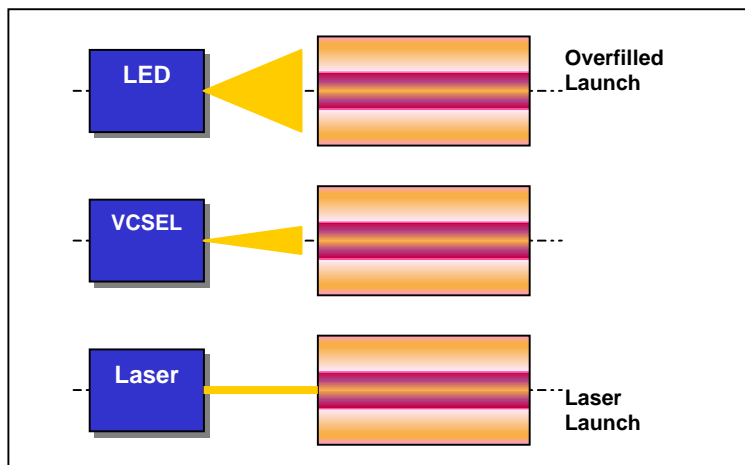 LED
Overfilled
Launch
VCSEL
Laser
Laser
Launch